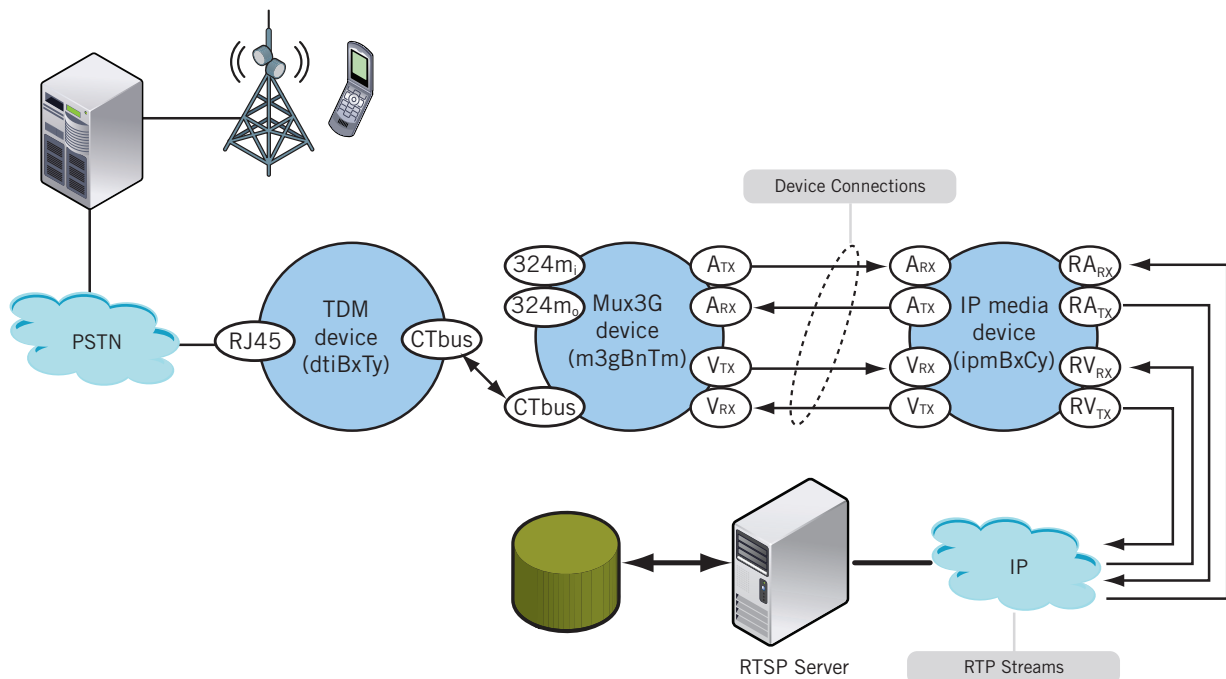 Device Connections
324mi
324mo
ATX
ARX
ARX
ATX
RARX
RATX
PSTN
RJ45
TDM
device
(dtiBxTy)
CTbus
Mux3G
device
(m3gBnTm)
IP media
device
(ipmBxCy)
CTbus
VTX
VRX
VRX
VTX
RVRX
RVTX
IP
RTSP Server
RTP Streams